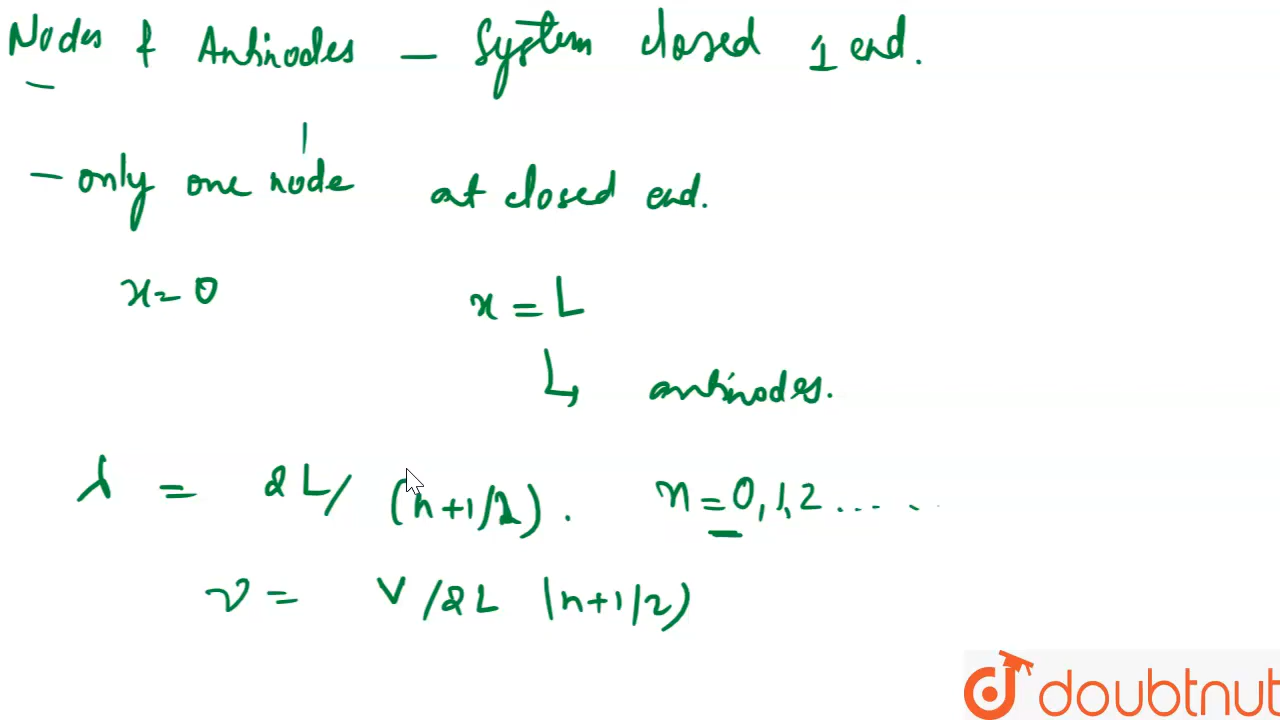 Nodes & Antinodes - System closed 1 end.
- only one node at closed end.
x = 0 x = L
↳ antinodes.
λ = 2L/(n+1/2). n = 0,1,2.......
ν = V/2L (n+1/2)
doubtnut